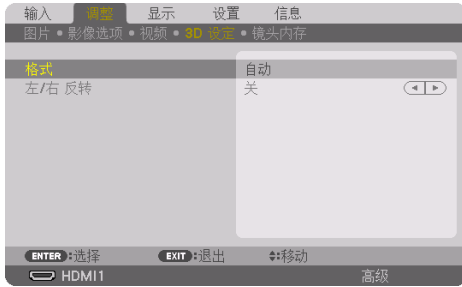 输入 调整 显示 设置 信息
图片 • 影像选项 • 视频 • 3D 设定 • 镜头内存
格式 自动
左/右 反转 关
ENTER :选择 EXIT :退出 :移动
HDMI1 高级